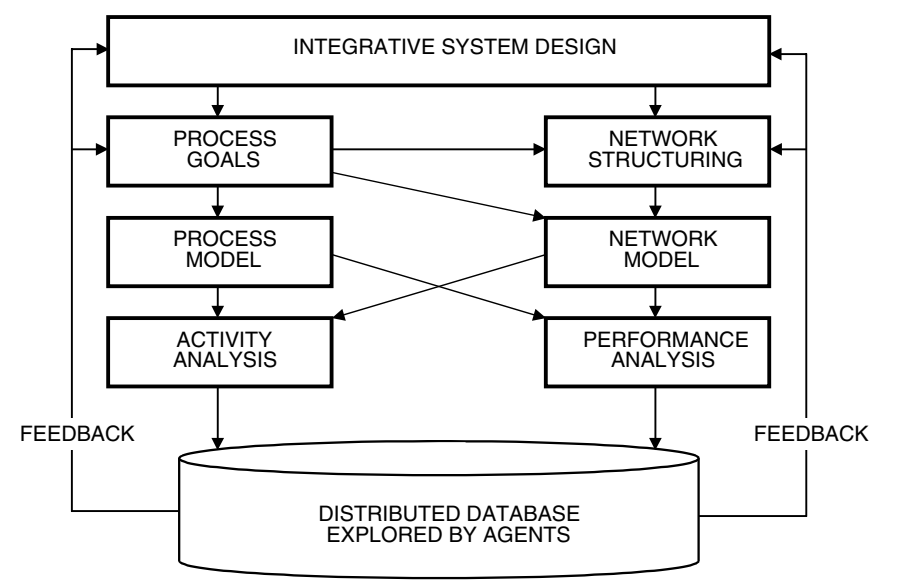 INTEGRATIVE SYSTEM DESIGN
PROCESS
GOALS
NETWORK
STRUCTURING
PROCESS
MODEL
NETWORK
MODEL
ACTIVITY
ANALYSIS
PERFORMANCE
ANALYSIS
FEEDBACK
FEEDBACK
DISTRIBUTED DATABASE
EXPLORED BY AGENTS